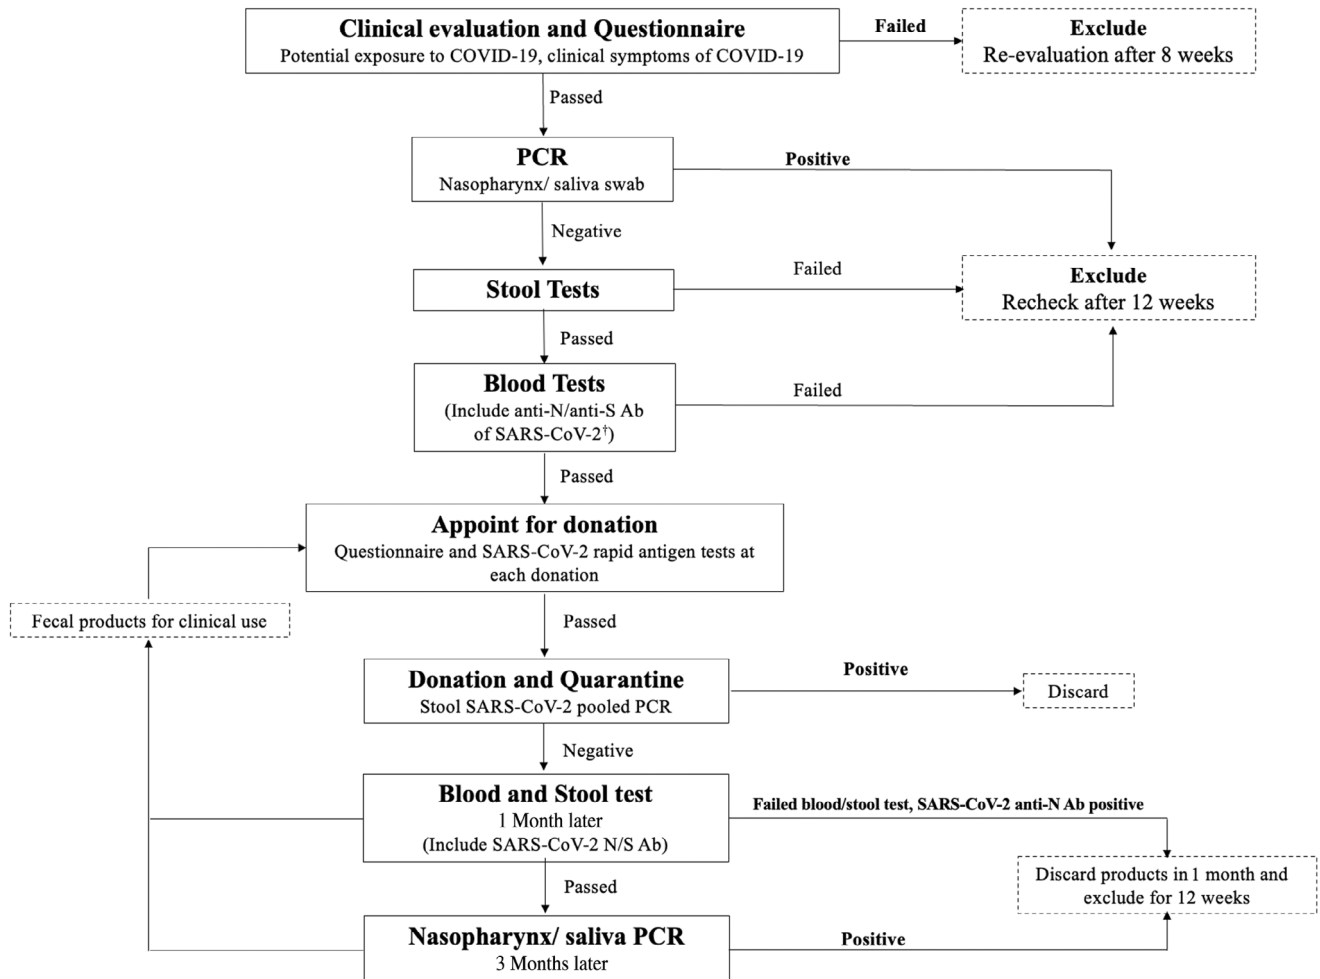 Clinical evaluation and Questionnaire
Potential exposure to COVID-19, clinical symptoms of COVID-19
Failed
Exclude
Re-evaluation after 8 weeks
Passed
PCR
Nasopharynx/ saliva swab
Positive
Negative
Stool Tests
Failed
Exclude
Recheck after 12 weeks
Passed
Blood Tests
(Include anti-N/anti-S Ab
of SARS-CoV-2†)
Failed
Passed
Appoint for donation
Questionnaire and SARS-CoV-2 rapid antigen tests at
each donation
Fecal products for clinical use
Passed
Donation and Quarantine
Stool SARS-CoV-2 pooled PCR
Positive
Discard
Negative
Blood and Stool test
1 Month later
(Include SARS-CoV-2 N/S Ab)
Failed blood/stool test, SARS-CoV-2 anti-N Ab positive
Discard products in 1 month and
exclude for 12 weeks
Passed
Nasopharynx/ saliva PCR
3 Months later
Positive